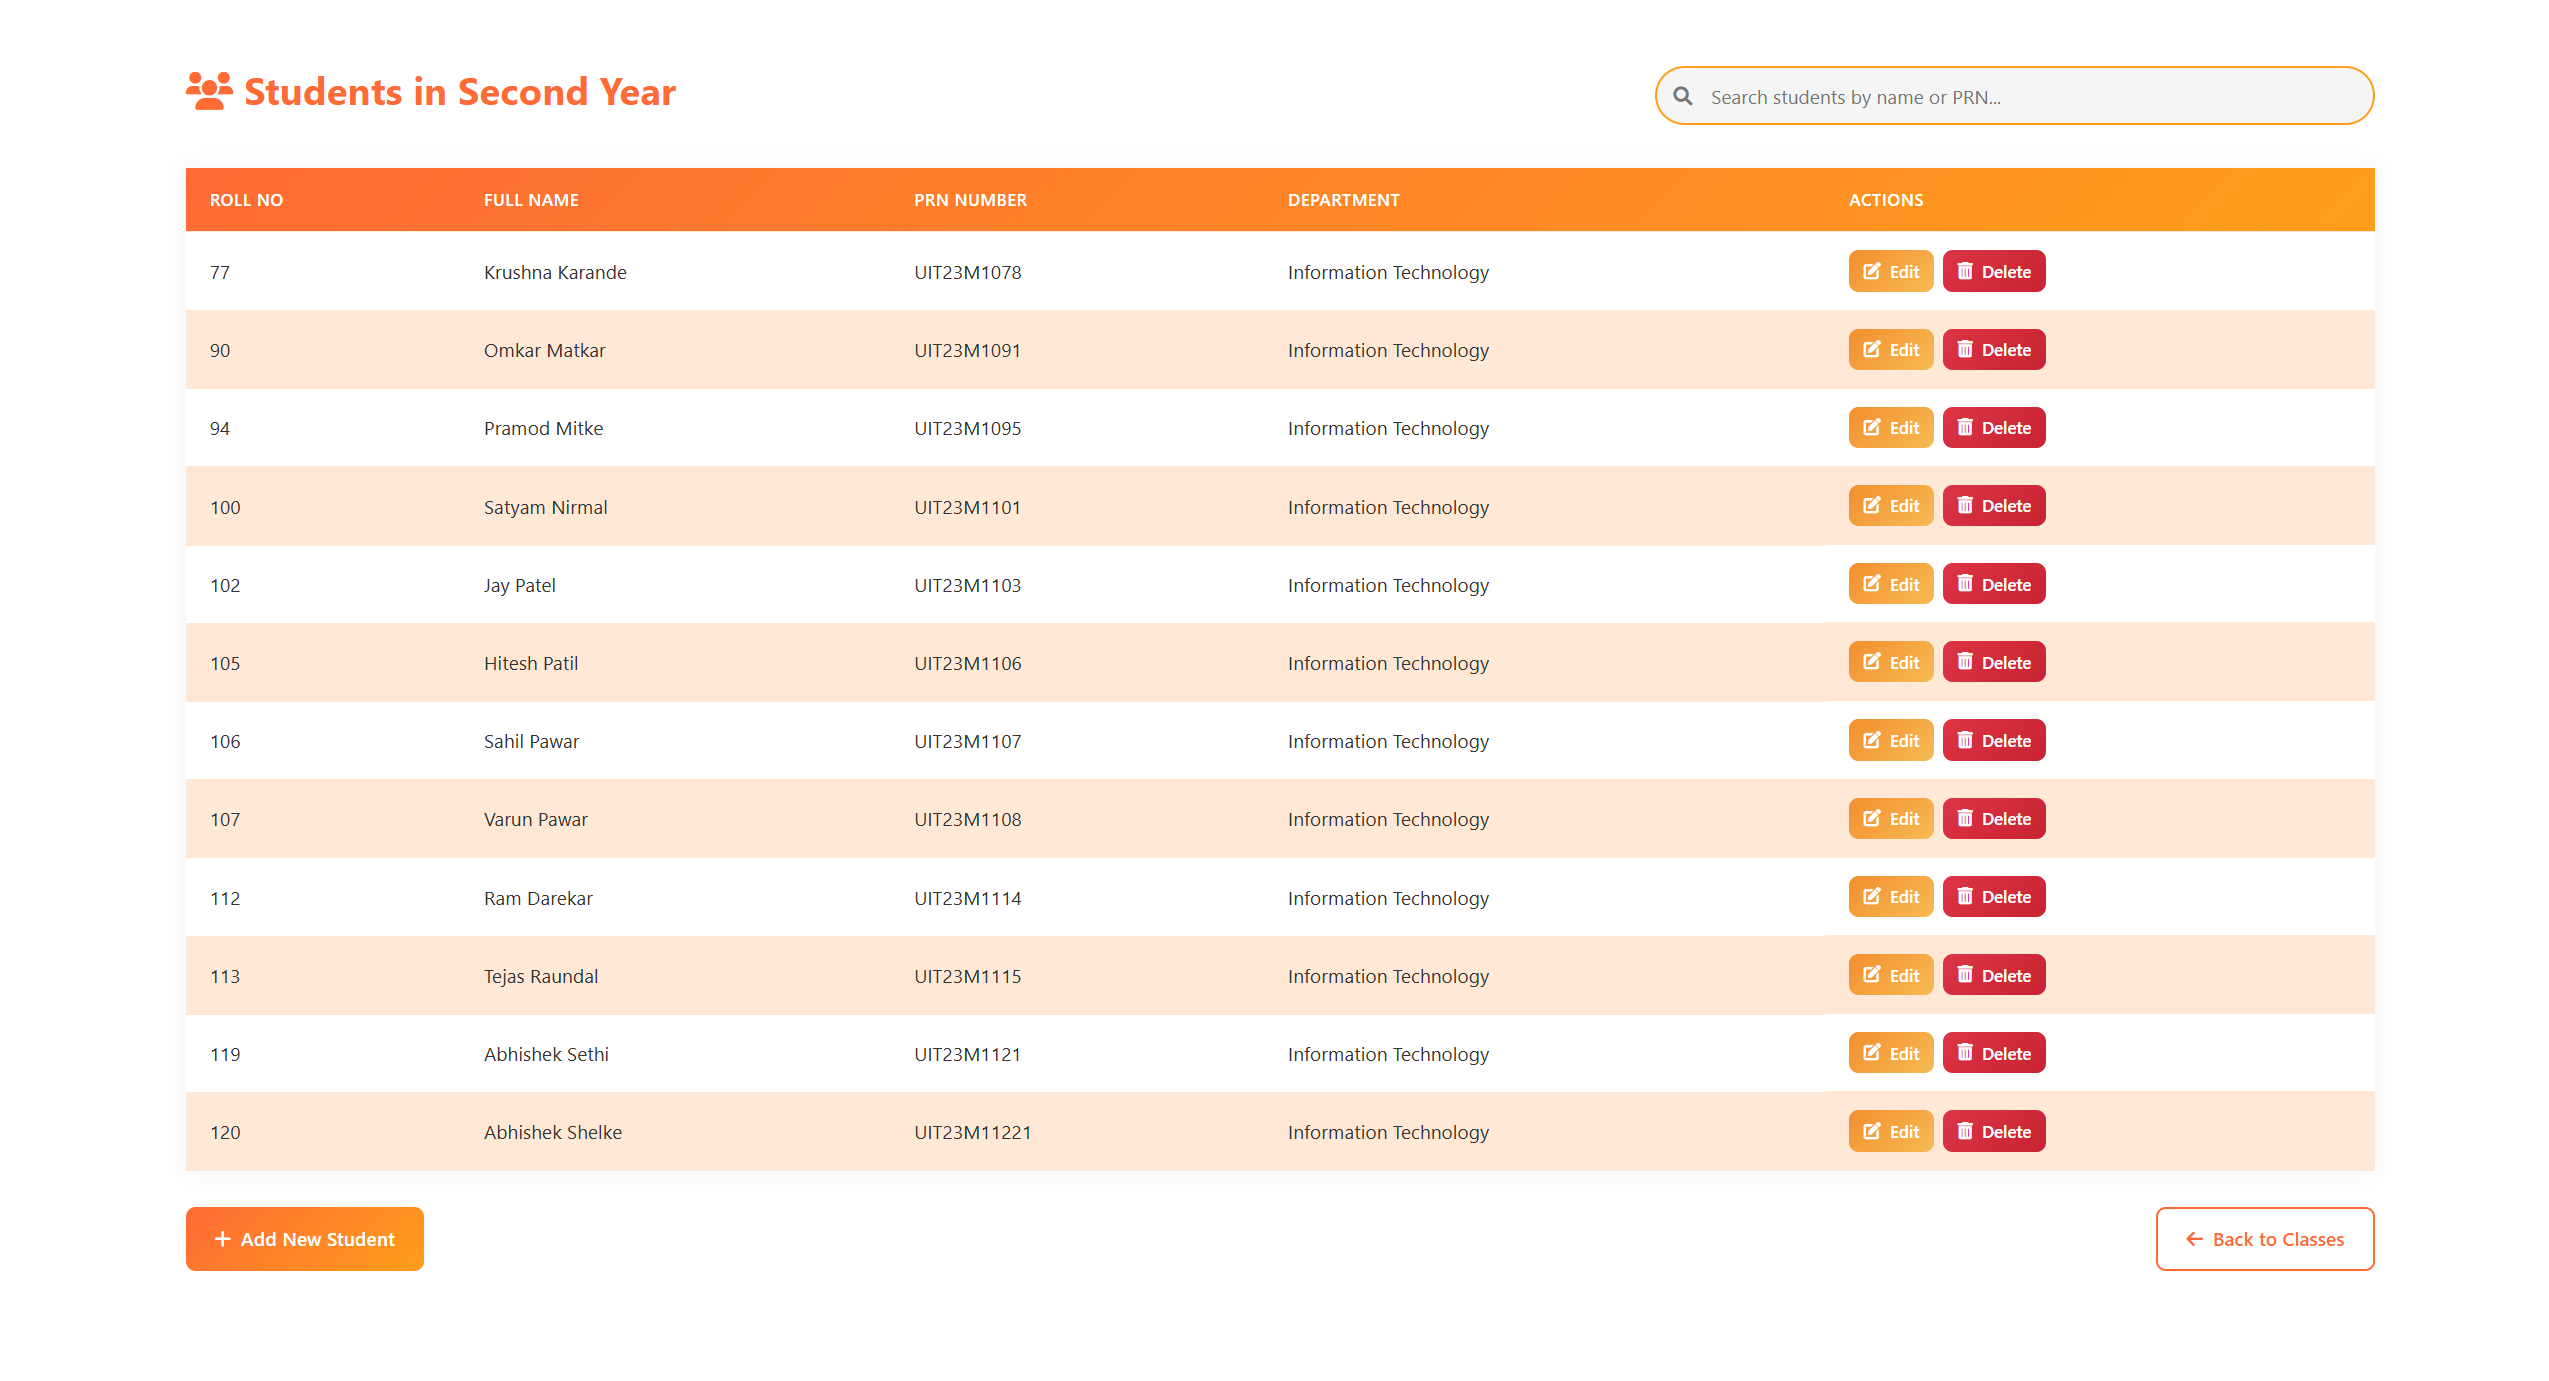 Students in Second Year
Search students by name or PRN...
ROLL NO FULL NAME PRN NUMBER DEPARTMENT ACTIONS
77 Krushna Karande UIT23M1078 Information Technology Edit Delete
90 Omkar Matkar UIT23M1091 Information Technology Edit Delete
94 Pramod Mitke UIT23M1095 Information Technology Edit Delete
100 Satyam Nirmal UIT23M1101 Information Technology Edit Delete
102 Jay Patel UIT23M1103 Information Technology Edit Delete
105 Hitesh Patil UIT23M1106 Information Technology Edit Delete
106 Sahil Pawar UIT23M1107 Information Technology Edit Delete
107 Varun Pawar UIT23M1108 Information Technology Edit Delete
112 Ram Darekar UIT23M1114 Information Technology Edit Delete
113 Tejas Raundal UIT23M1115 Information Technology Edit Delete
119 Abhishek Sethi UIT23M1121 Information Technology Edit Delete
120 Abhishek Shelke UIT23M11221 Information Technology Edit Delete
+ Add New Student
← Back to Classes